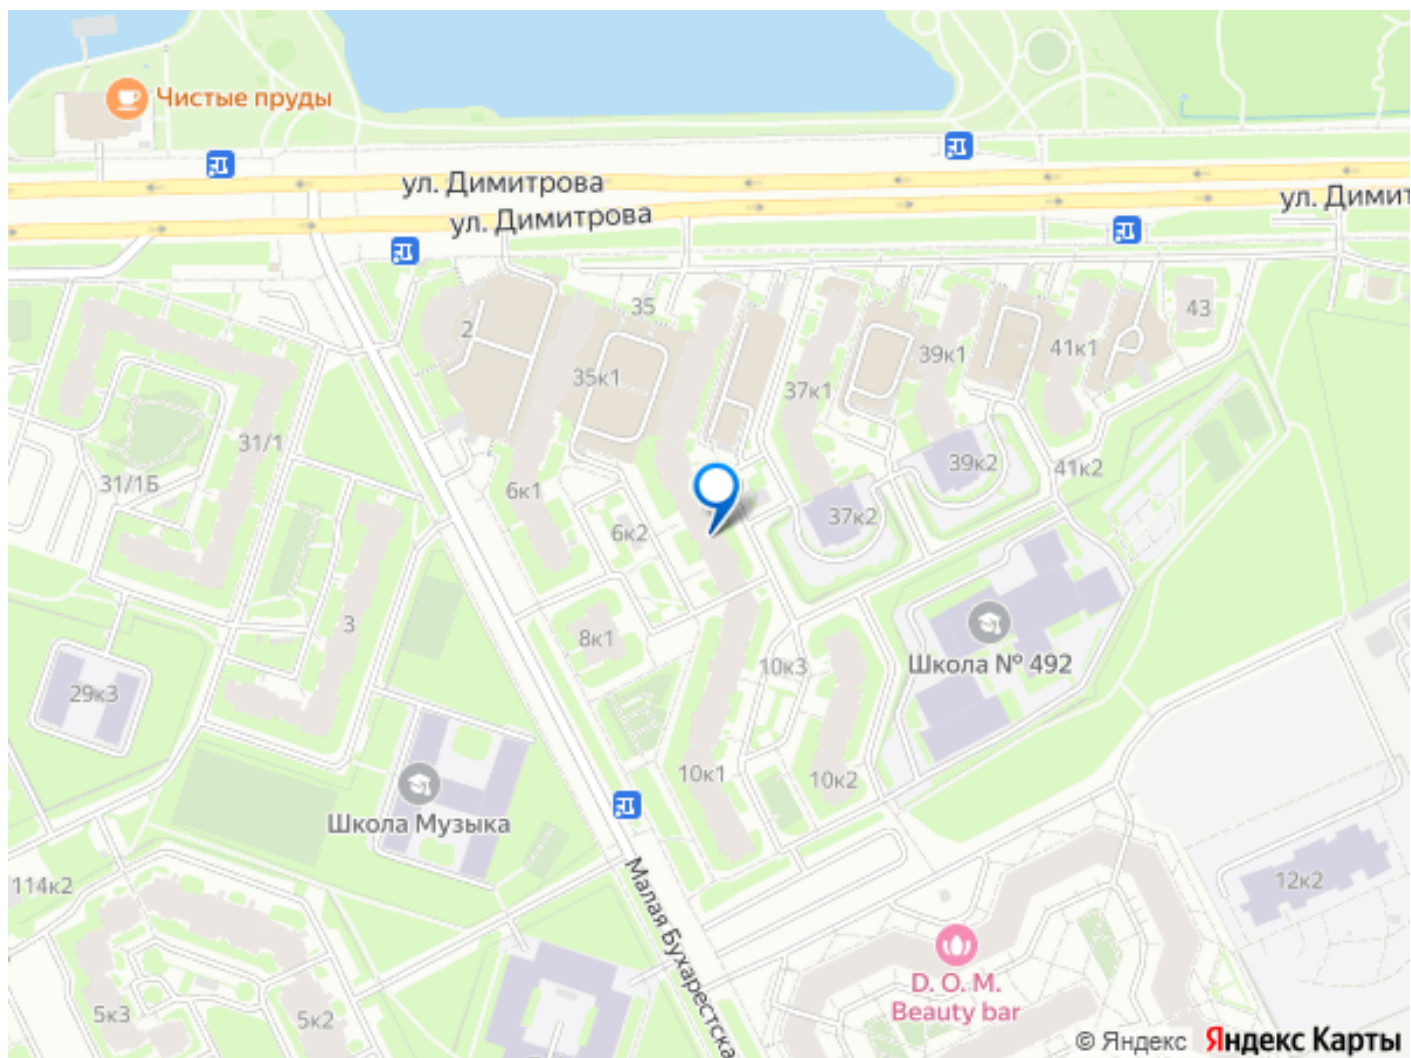 Чистые пруды
ул. Димитрова
ул. Димитрова
ул. Димит
35
43
2
39к1
41к1
35к1
37к1
31/1
39к2
41к2
31/1Б
6к1
37к2
6к2
3
8к1
Школа № 492
10к3
29к3
10к1
10к2
Школа Музыка
Малая Бухарестска
114к2
12к2
D. O. M.
Beauty bar
5к3
5к2
© Яндекс Яндекс Карты